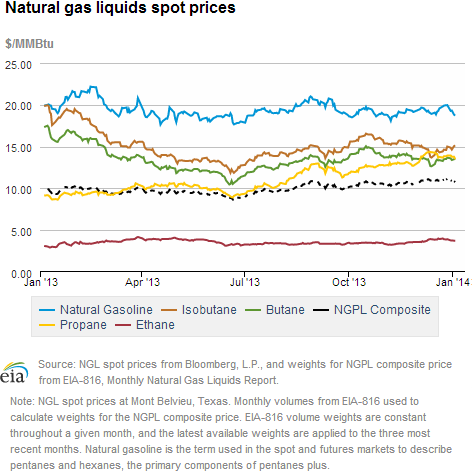 Natural gas liquids spot prices
$/MMBtu
25.00
20.00
15.00
10.00
5.00
0.00
Jan '13
Apr '13
Jul '13
Oct '13
Jan '14
Natural Gasoline
Isobutane
Butane
NGPL Composite
Propane
Ethane
eia
Source: NGL spot prices from Bloomberg, L.P., and weights for NGPL composite price
from EIA-816, Monthly Natural Gas Liquids Report.
Note: NGL spot prices at Mont Belvieu, Texas. Monthly volumes from EIA-816 used to
calculate weights for the NGPL composite price. EIA-816 volume weights are constant
throughout a given month, and the latest available weights are applied to the three most
recent months. Natural gasoline is the term used in the spot and futures markets to describe
pentanes and hexanes, the primary components of pentanes plus.